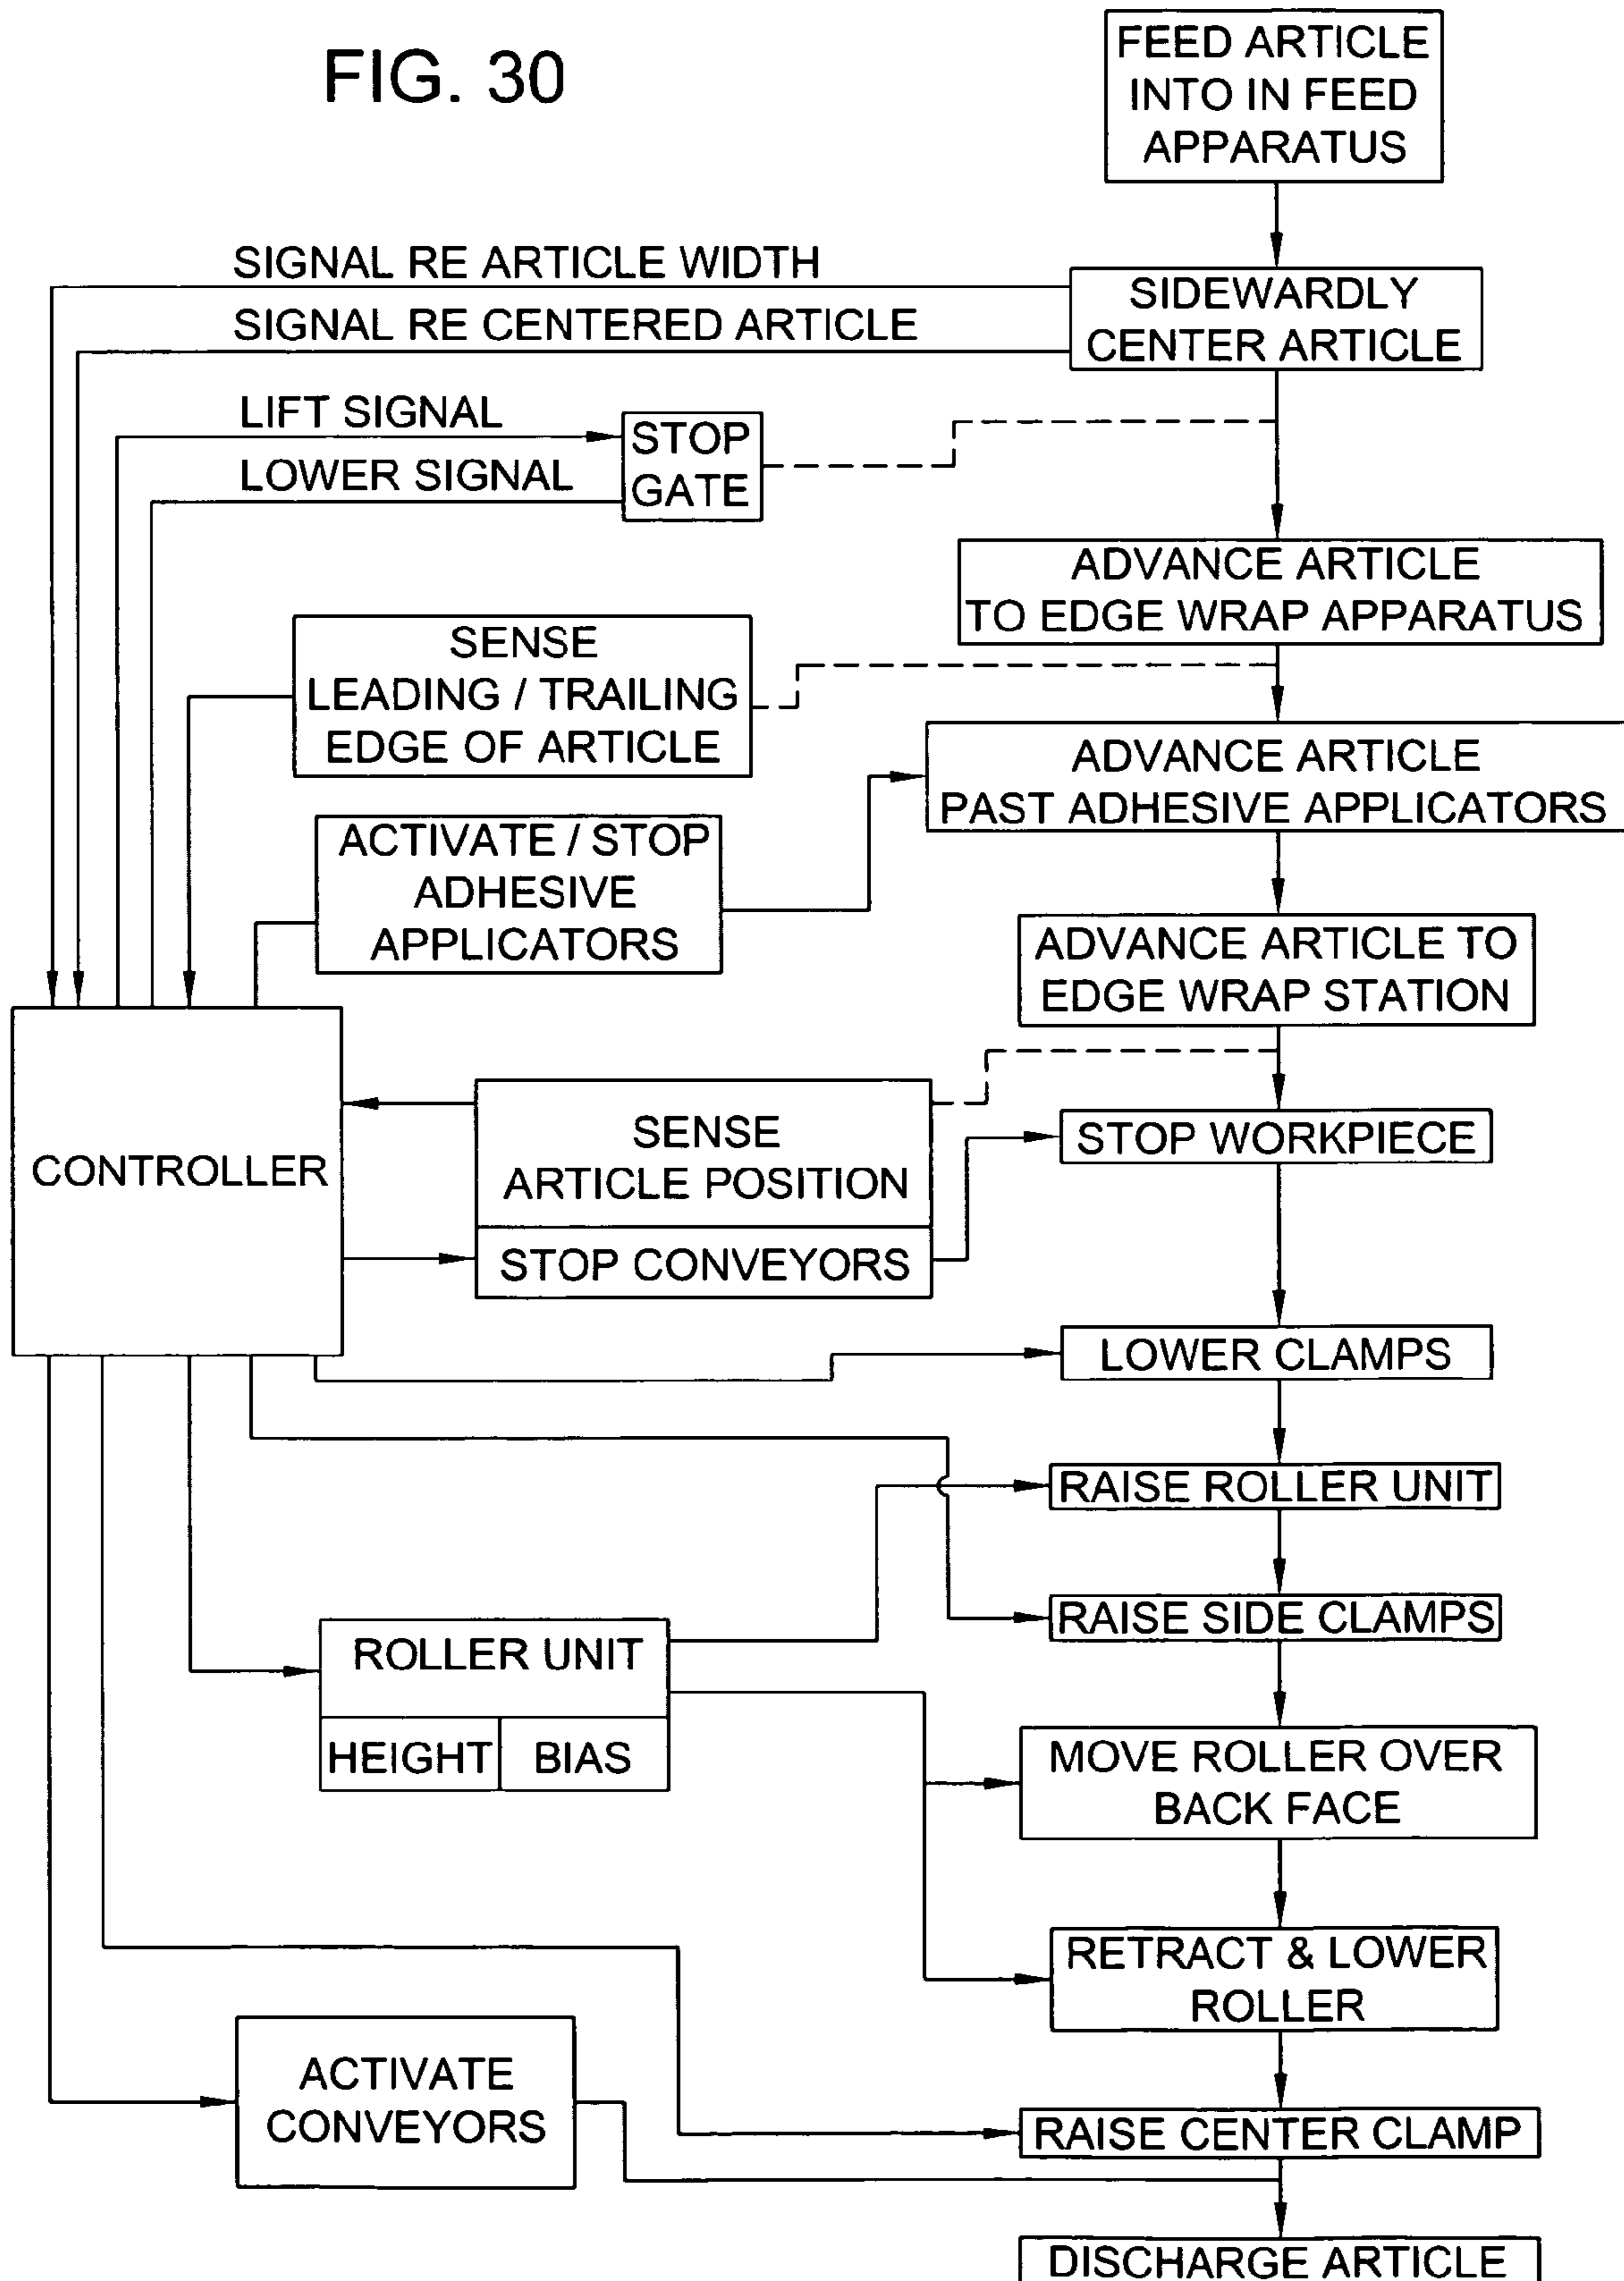 FIG. 30
FEED ARTICLE
INTO IN FEED
APPARATUS
SIGNAL RE ARTICLE WIDTH
SIGNAL RE CENTERED ARTICLE
SIDEWARDLY
CENTER ARTICLE
LIFT SIGNAL
LOWER SIGNAL
STOP
GATE
ADVANCE ARTICLE
TO EDGE WRAP APPARATUS
SENSE
LEADING / TRAILING
EDGE OF ARTICLE
ADVANCE ARTICLE
PAST ADHESIVE APPLICATORS
ACTIVATE / STOP
ADHESIVE
APPLICATORS
ADVANCE ARTICLE TO
EDGE WRAP STATION
CONTROLLER
SENSE
ARTICLE POSITION
STOP CONVEYORS
STOP WORKPIECE
LOWER CLAMPS
RAISE ROLLER UNIT
RAISE SIDE CLAMPS
ROLLER UNIT
HEIGHT
BIAS
MOVE ROLLER OVER
BACK FACE
RETRACT & LOWER
ROLLER
ACTIVATE
CONVEYORS
RAISE CENTER CLAMP
DISCHARGE ARTICLE